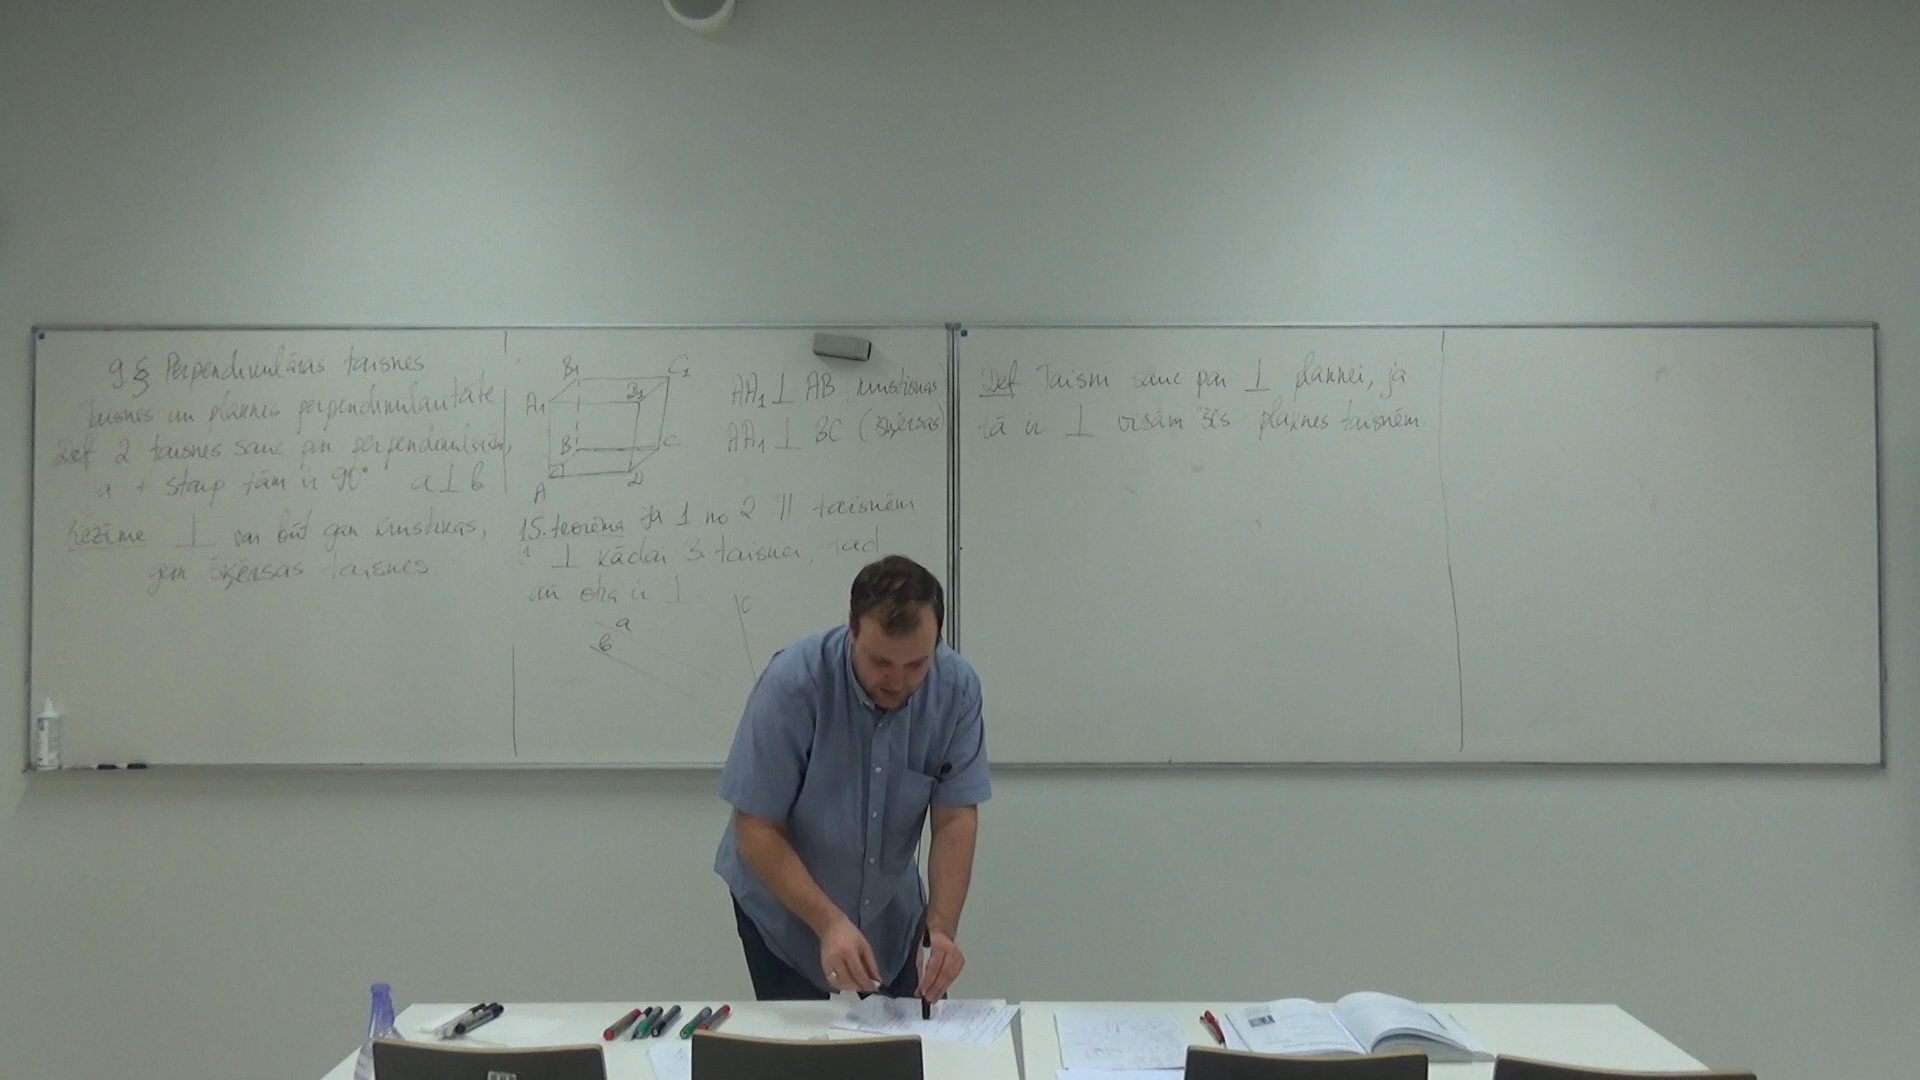 9§ Perpendikulāras taisnes
Taisnes un plaknes perpendikularitāte
Def 2 taisnes sauc par perpendikulārām,
a + starp tām ir 90° a⊥b
Piezīme ⊥ var būt gan krustiskas,
gan šķērsas taisnes.
B₁ C₁
A₁ D₁
B C
A D
AA₁ ⊥ AB krustiskas
AA₁ ⊥ BC (šķērsas)
15. teorēma Ja 1 no 2 || taisnēm
ir ⊥ kādai 3. taisnei, tad
arī otra ir ⊥.
a
b
c
Def Taisni sauc par ⊥ plaknei, ja
tā ir ⊥ visām šīs plaknes taisnēm.